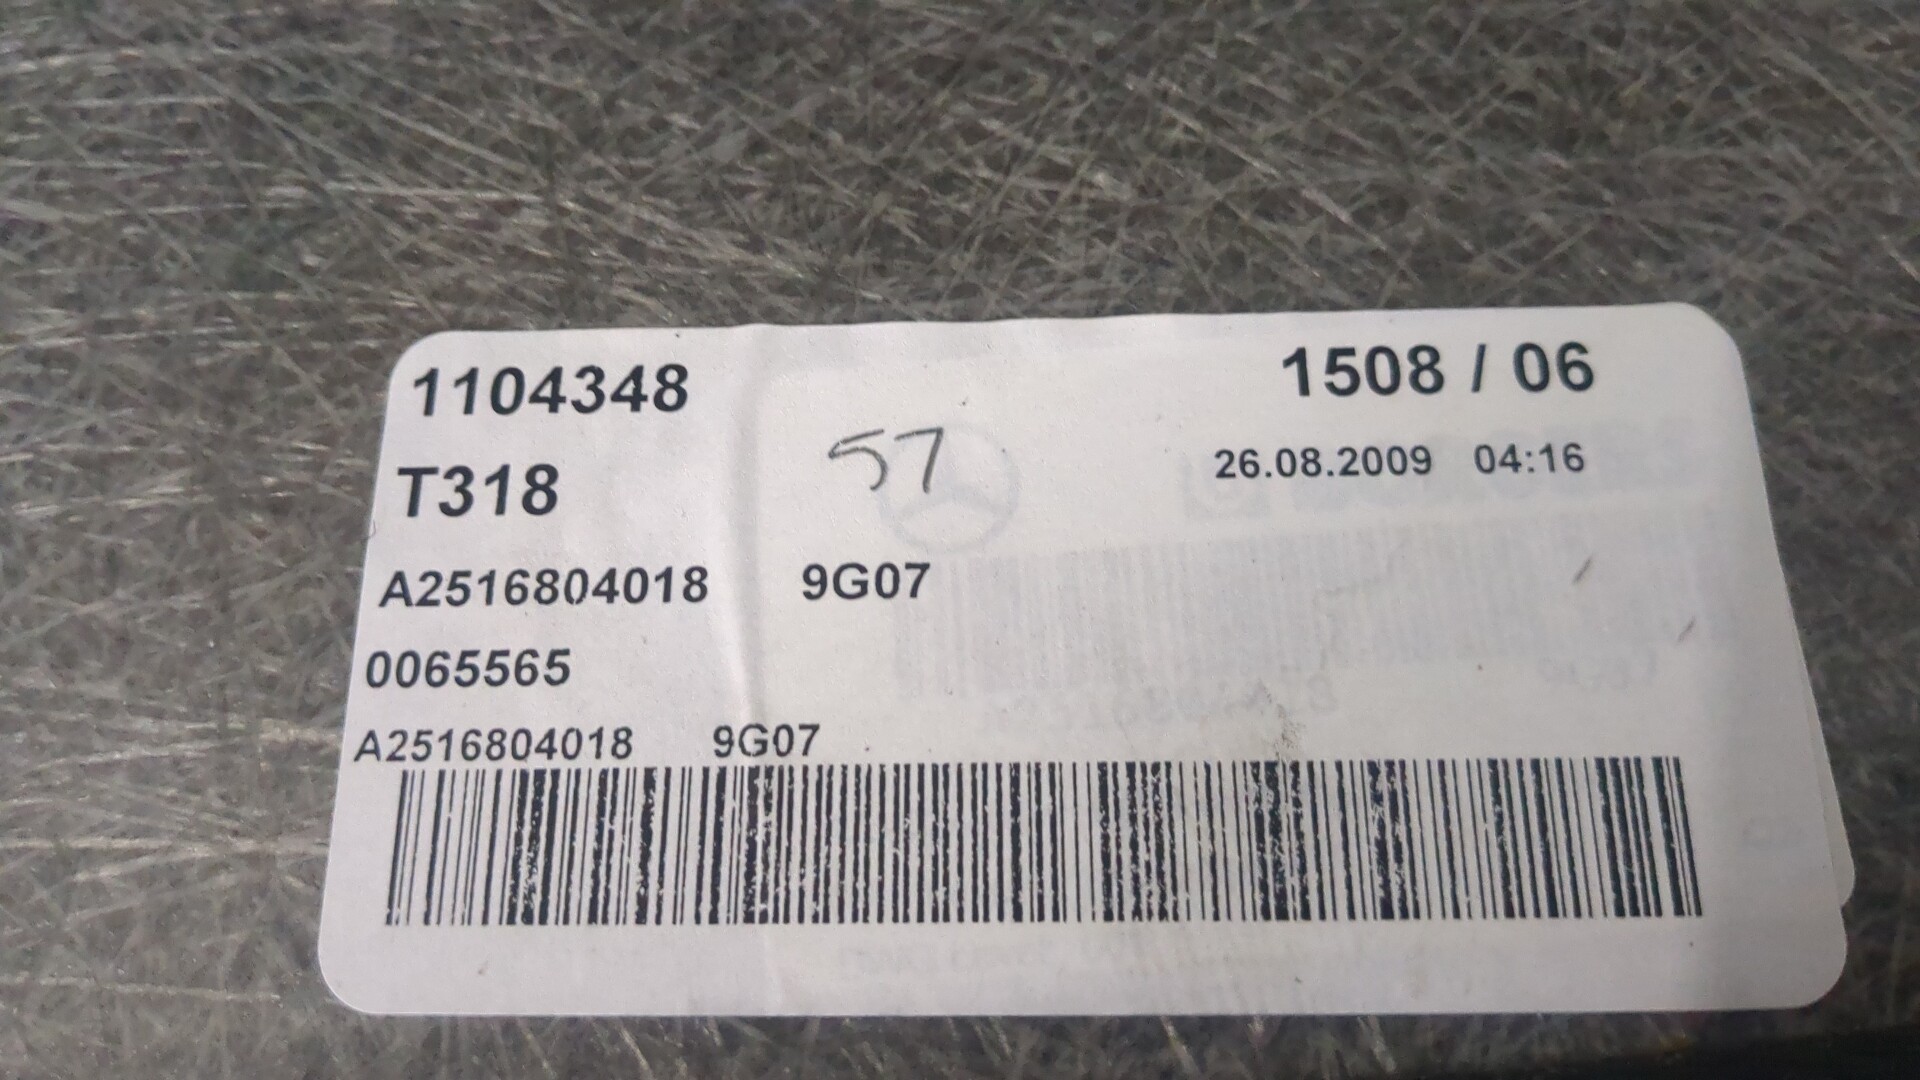 1104348 1508 / 06
57
T318 26.08.2009 04:16
A2516804018 9G07
0065565
A2516804018 9G07